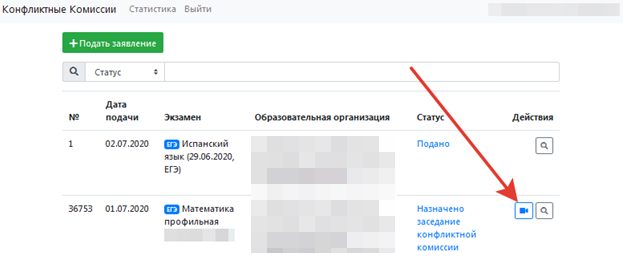 Конфликтные Комиссии Статистика Выйти
+Подать заявление
Статус
№ Дата подачи Экзамен Образовательная организация Статус Действия
1 02.07.2020 ЕГЭ Испанский Подано
язык (29.06.2020,
ЕГЭ)
36753 01.07.2020 ЕГЭ Математика Назначено
профильная заседание
конфликтной
комиссии